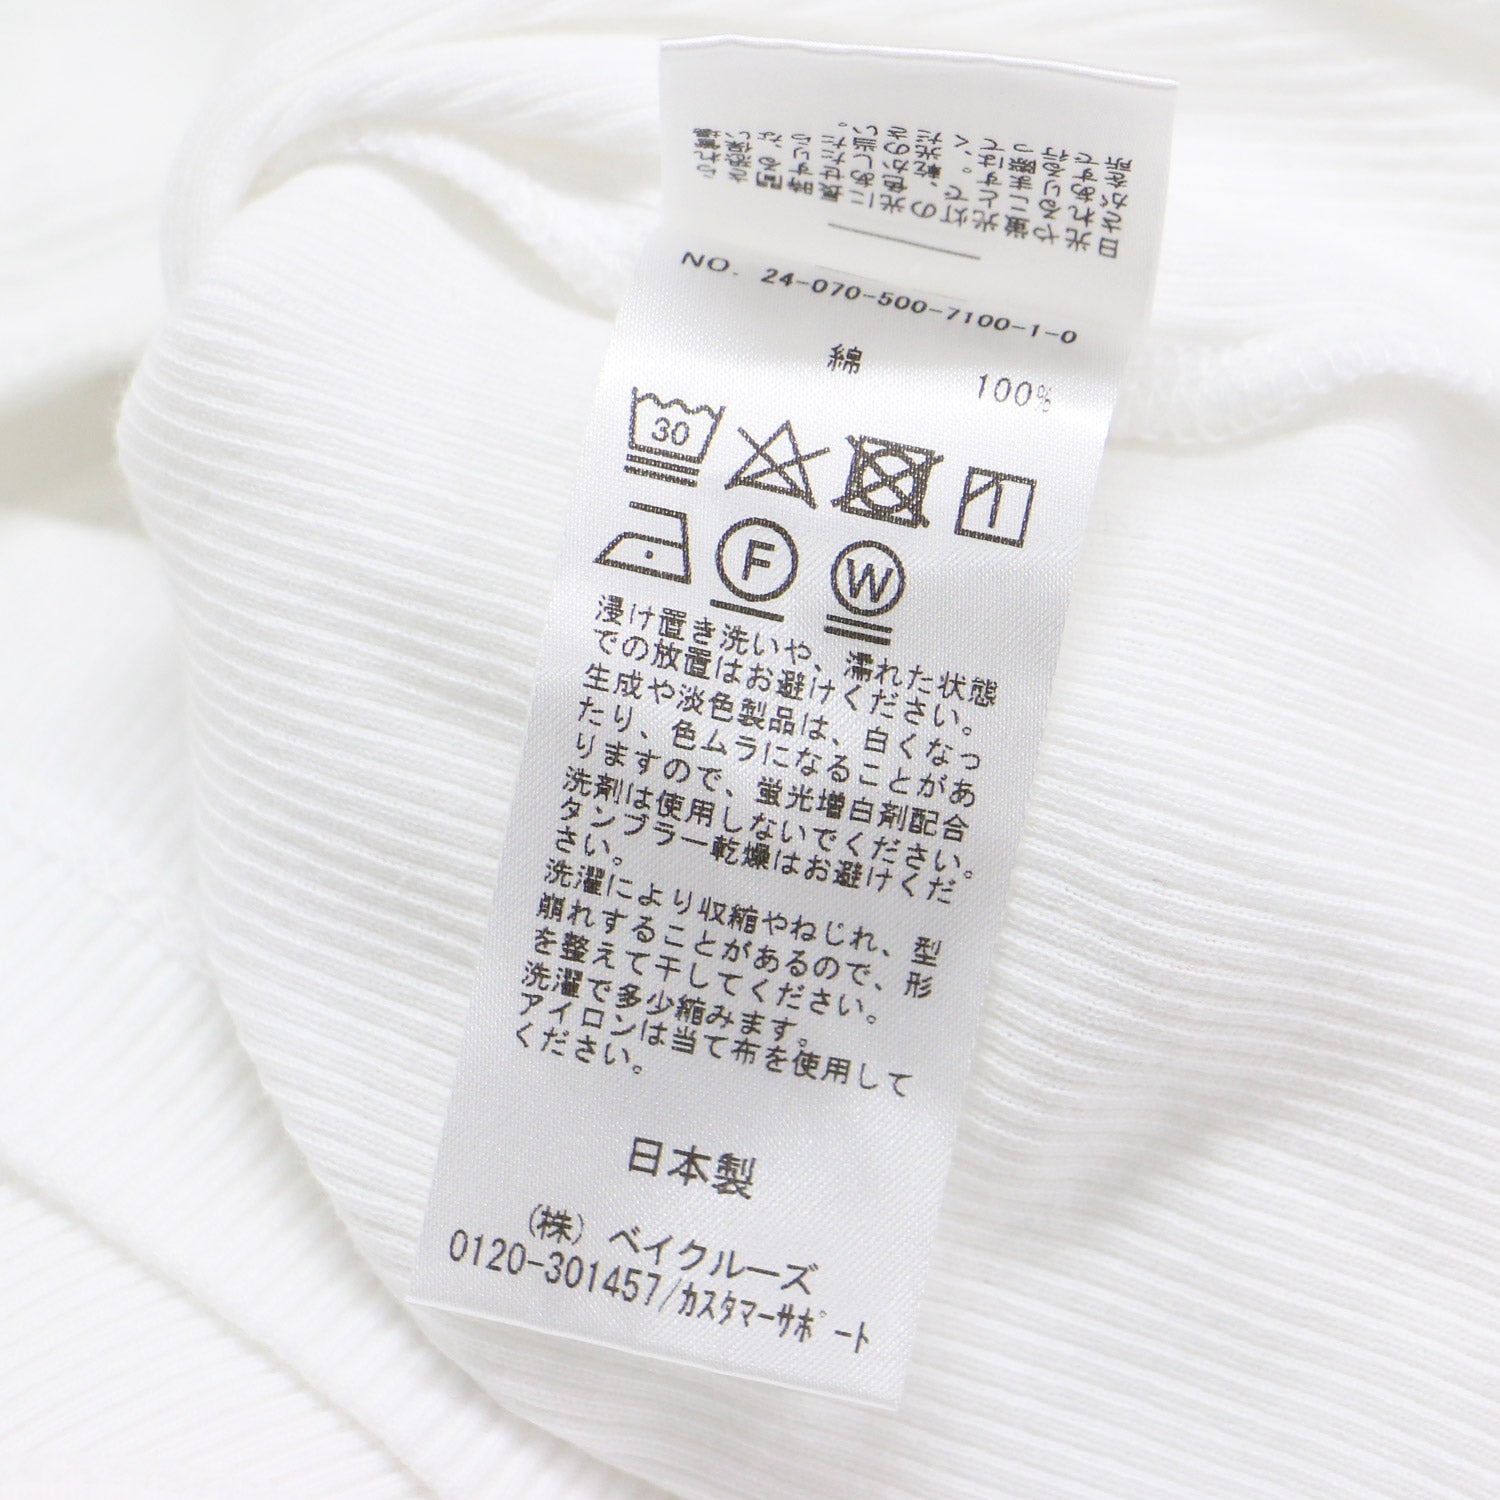 NO. 24-070-500-7100-1-0
綿 100%
30
F
W
浸け置き洗いや、濡れた状態
での放置はお避けください。
生成や淡色製品は、白くなっ
たり、色ムラになることがあ
りますので、蛍光増白剤配合
洗剤は使用しないでください。
タンブラー乾燥はお避けくだ
さい。
洗濯により収縮やねじれ、型
崩れすることがあるので、形
を整えて干してください。
洗濯で多少縮みます。
アイロンは当て布を使用して
ください。
日本製
(株) ベイクルーズ
0120-301457/カスタマーサポート